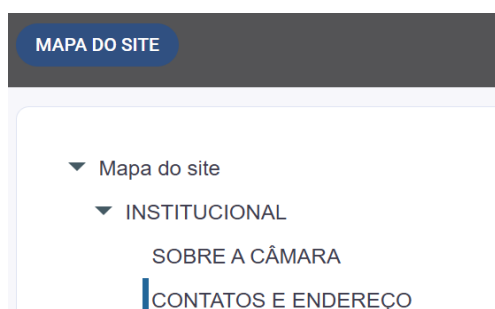 MAPA DO SITE
Mapa do site
INSTITUCIONAL
SOBRE A CÂMARA
CONTATOS E ENDEREÇO